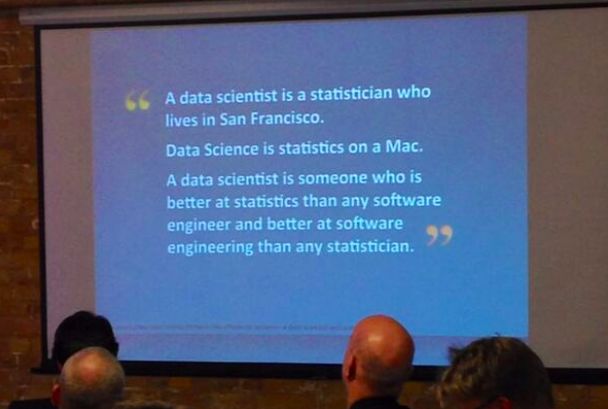 “ A data scientist is a statistician who
lives in San Francisco.
Data Science is statistics on a Mac.
A data scientist is someone who is
better at statistics than any software
engineer and better at software
engineering than any statistician. ”